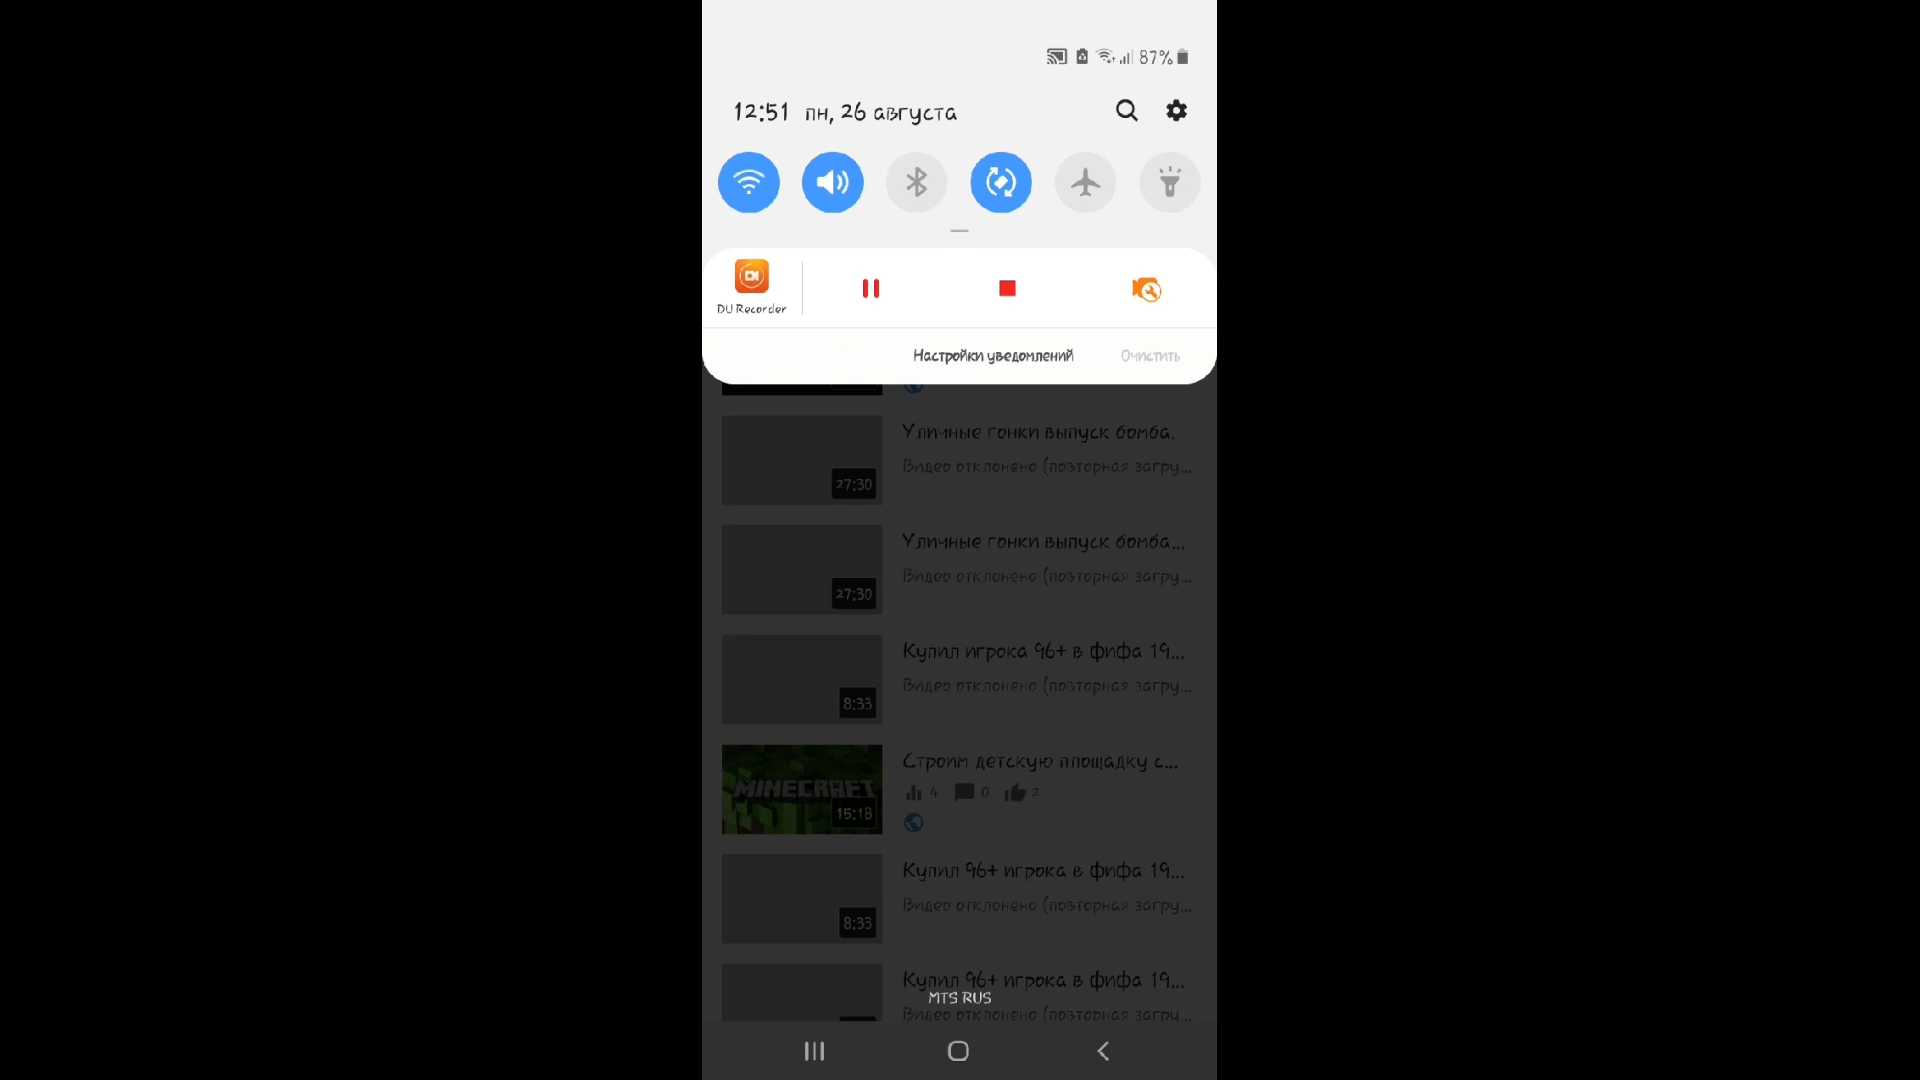 87%
12:51 пн, 26 августа
DU Recorder
Настройки уведомлений Очистить
Уличные гонки выпуск бомба.
Видео отклонено (повторная загру...
27:30
Уличные гонки выпуск бомба...
Видео отклонено (повторная загру...
27:30
Купил игрока 96+ в фифа 19...
Видео отклонено (повторная загру...
8:33
Строим детскую площадку с...
MINECRAFT
4 0 2
15:18
Купил 96+ игрока в фифа 19...
Видео отклонено (повторная загру...
8:33
Купил 96+ игрока в фифа 19...
MTS RUS
Видео отклонено (повторная загру...